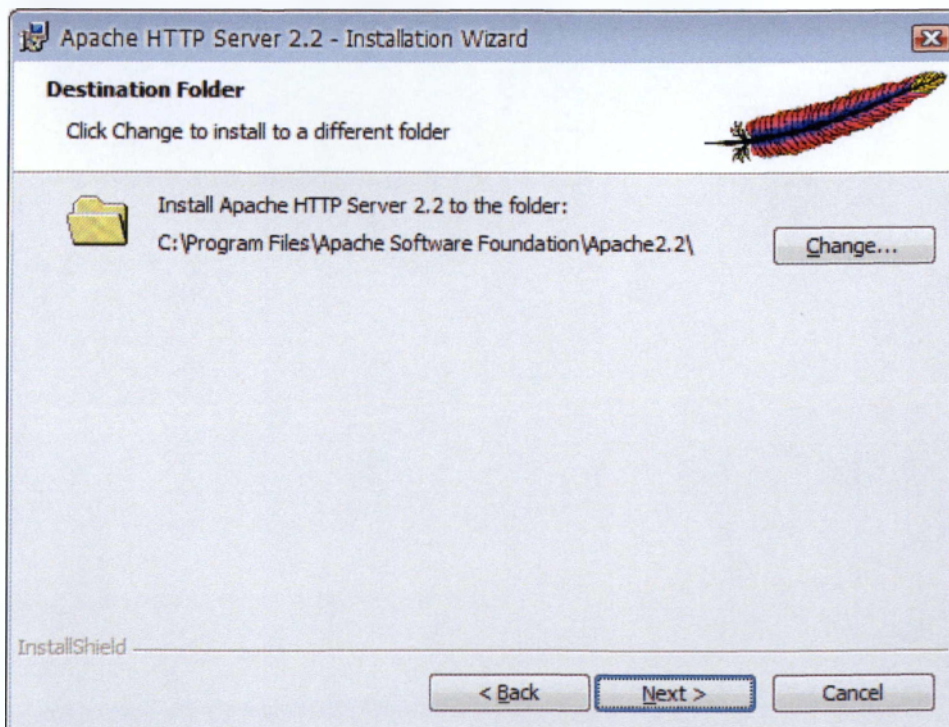 Apache HTTP Server 2.2 - Installation Wizard
Destination Folder
Click Change to install to a different folder
Install Apache HTTP Server 2.2 to the folder:
C:\Program Files\Apache Software Foundation\Apache2.2\
Change...
InstallShield
< Back
Next >
Cancel